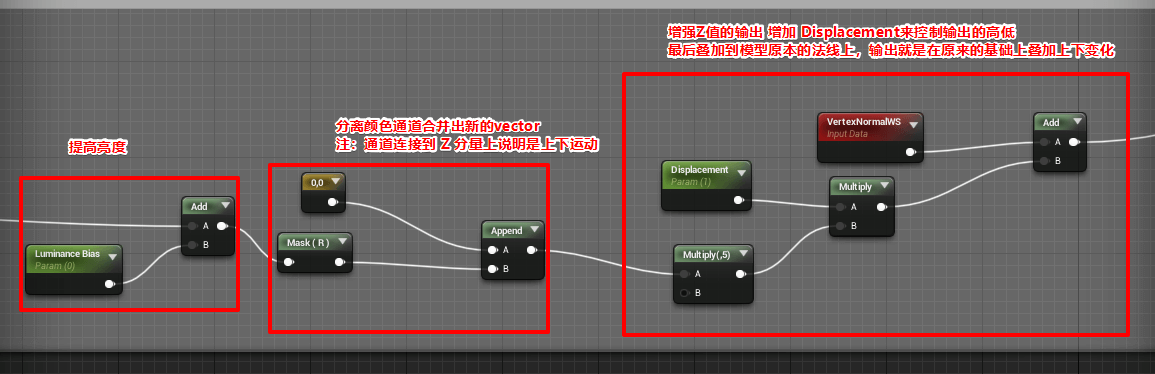 增强Z值的输出 增加 Displacement来控制输出的高低
最后叠加到模型原本的法线上，输出就是在原来的基础上叠加上下变化
分离颜色通道合并出新的vector
注：通道连接到 Z 分量上说明是上下运动
提高亮度
Add
A
B
Luminance Bias
Param (0)
0,0
Mask ( R )
Append
A
B
VertexNormalWS
Input Data
Displacement
Param (1)
Multiply
A
B
Multiply(,5)
A
B
Add
A
B